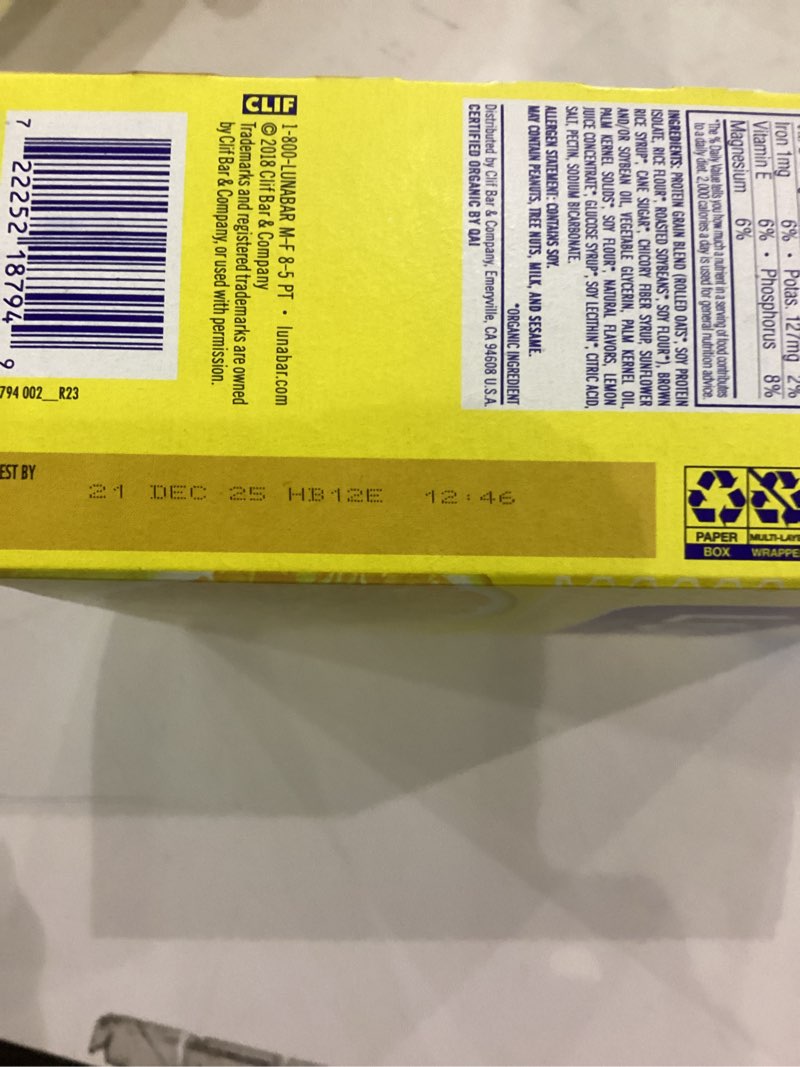 Iron 1mg 6% • Potas. 127mg 2%
Vitamin E 6% • Phosphorus 8%
Magnesium 6%
*The % Daily Value tells you how much a nutrient in a serving of food contributes
to a daily diet. 2,000 calories a day is used for general nutrition advice.
INGREDIENTS: PROTEIN GRAIN BLEND (ROLLED OATS*, SOY PROTEIN
ISOLATE, RICE FLOUR*, ROASTED SOYBEANS*, SOY FLOUR*), BROWN
RICE SYRUP*, CANE SUGAR*, CHICORY FIBER SYRUP, SUNFLOWER
AND/OR SOYBEAN OIL, VEGETABLE GLYCERIN, PALM KERNEL OIL,
PALM KERNEL SOLIDS*, SOY FLOUR*, NATURAL FLAVORS, LEMON
JUICE CONCENTRATE*, GLUCOSE SYRUP*, SOY LECITHIN*, CITRIC ACID,
SALT, PECTIN, SODIUM BICARBONATE.
ALLERGEN STATEMENT: CONTAINS SOY.
MAY CONTAIN PEANUTS, TREE NUTS, MILK, AND SESAME.
*ORGANIC INGREDIENT
Distributed by Clif Bar & Company, Emeryville, CA 94608 U.S.A.
CERTIFIED ORGANIC BY QAI
CLIF
1-800-LUNABAR M-F 8-5 PT • lunabar.com
© 2018 Clif Bar & Company
Trademarks and registered trademarks are owned
by Clif Bar & Company, or used with permission.
7 22252 18794 9
794 002__R23
EST BY
21 DEC 25 HB12E 12:46
PAPER
BOX
MULTI-LAYE
WRAPPE